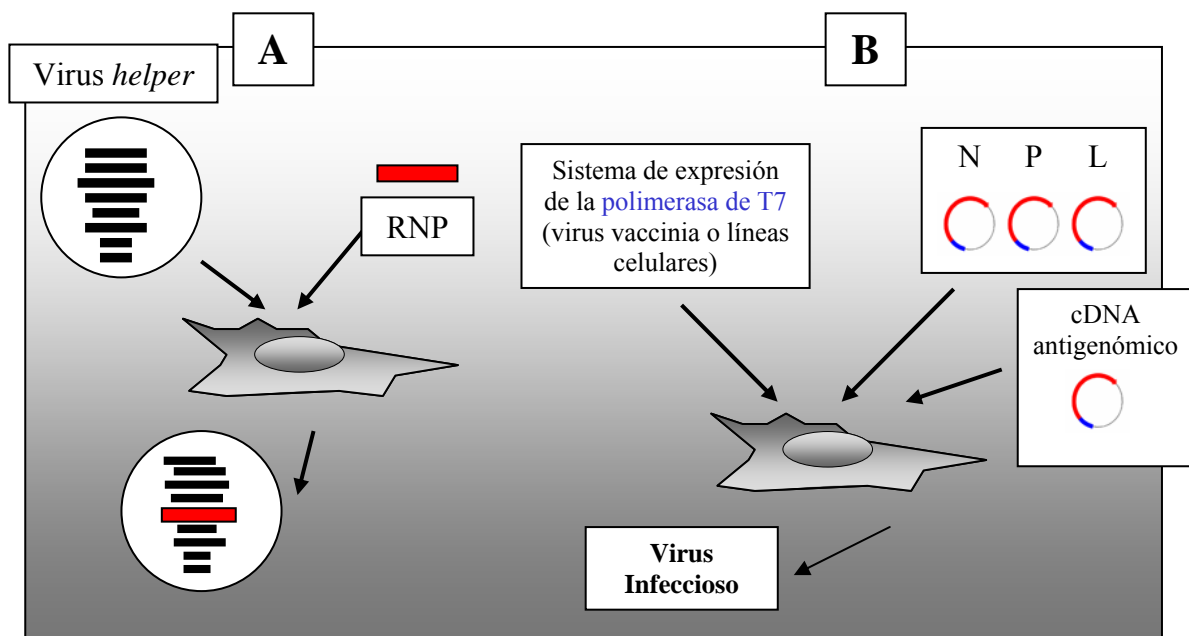 A
B
Virus helper
RNP
Sistema de expresión
de la polimerasa de T7
(virus vaccinia o líneas
celulares)
N P L
cDNA
antigenómico
Virus
Infeccioso